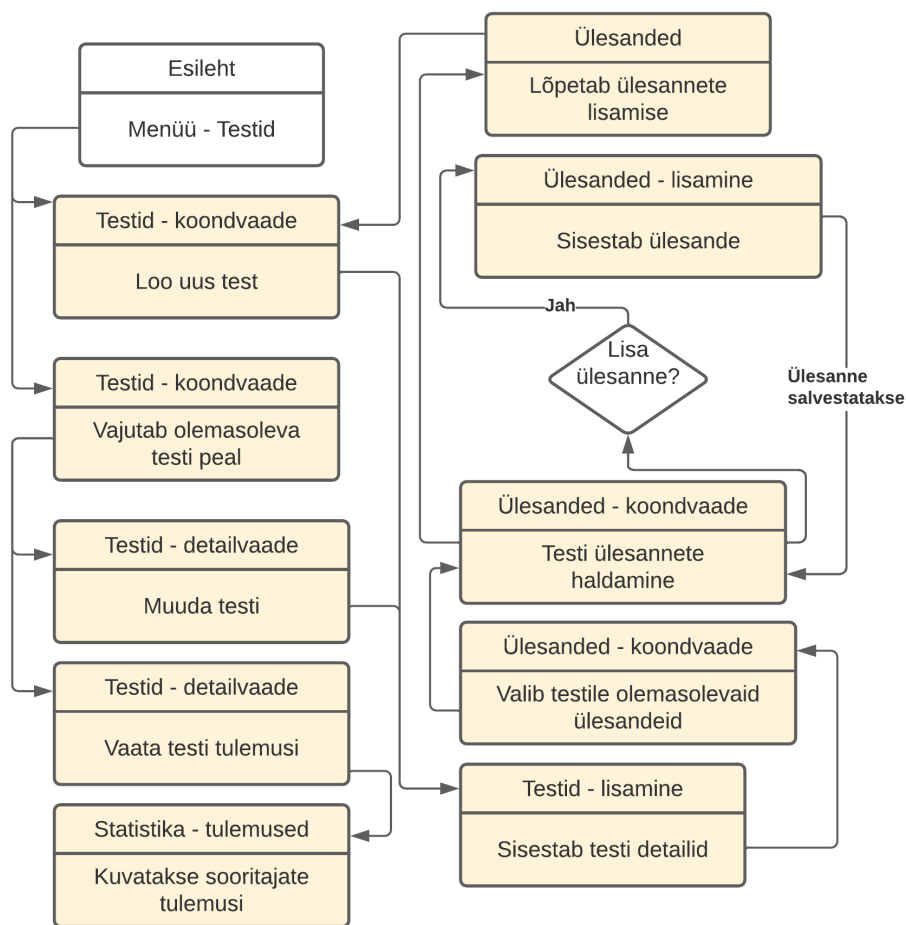 Esileht
Menüü - Testid
Testid - koondvaade
Loo uus test
Testid - koondvaade
Vajutab olemasoleva
testi peal
Testid - detailvaade
Muuda testi
Testid - detailvaade
Vaata testi tulemusi
Statistika - tulemused
Kuvatakse sooritajate
tulemusi
Ülesanded
Lõpetab ülesannete
lisamise
Ülesanded - lisamine
Sisestab ülesande
Jah
Lisa
ülesanne?
Ülesanne
salvestatakse
Ülesanded - koondvaade
Testi ülesannete
haldamine
Ülesanded - koondvaade
Valib testile olemasolevaid
ülesandeid
Testid - lisamine
Sisestab testi detailid